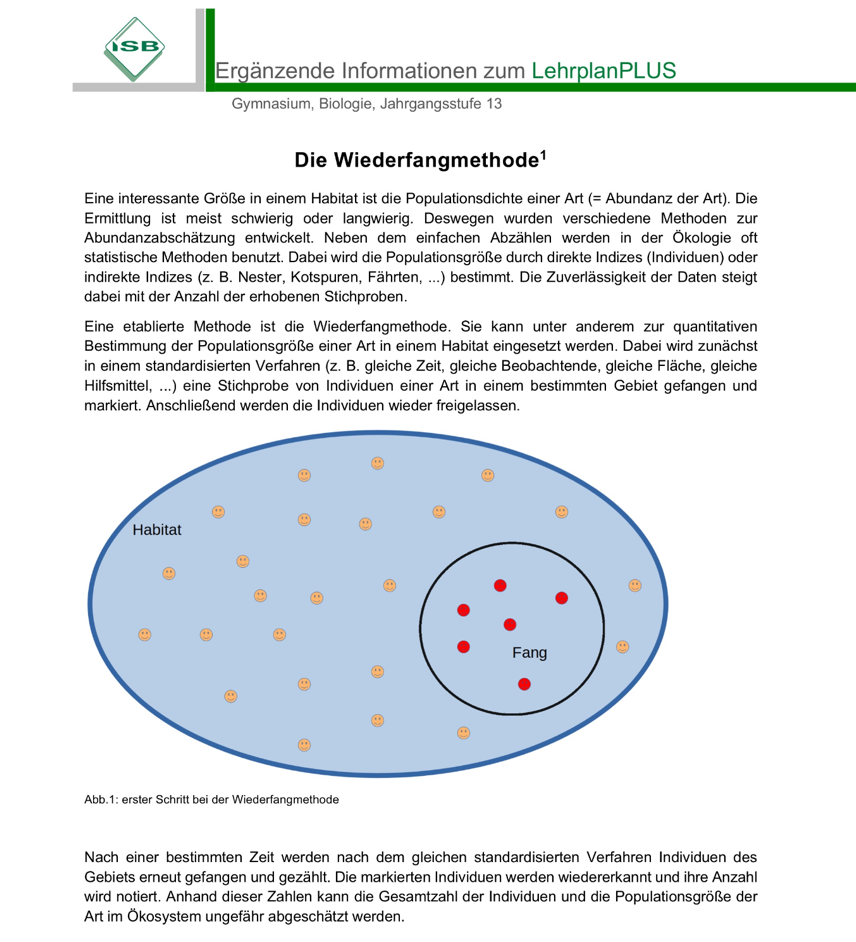 ISB
Ergänzende Informationen zum LehrplanPLUS
Gymnasium, Biologie, Jahrgangsstufe 13
Die Wiederfangmethode¹
Eine interessante Größe in einem Habitat ist die Populationsdichte einer Art (= Abundanz der Art). Die
Ermittlung ist meist schwierig oder langwierig. Deswegen wurden verschiedene Methoden zur
Abundanzabschätzung entwickelt. Neben dem einfachen Abzählen werden in der Ökologie oft
statistische Methoden benutzt. Dabei wird die Populationsgröße durch direkte Indizes (Individuen) oder
indirekte Indizes (z. B. Nester, Kotspuren, Fährten, ...) bestimmt. Die Zuverlässigkeit der Daten steigt
dabei mit der Anzahl der erhobenen Stichproben.
Eine etablierte Methode ist die Wiederfangmethode. Sie kann unter anderem zur quantitativen
Bestimmung der Populationsgröße einer Art in einem Habitat eingesetzt werden. Dabei wird zunächst
in einem standardisierten Verfahren (z. B. gleiche Zeit, gleiche Beobachtende, gleiche Fläche, gleiche
Hilfsmittel, ...) eine Stichprobe von Individuen einer Art in einem bestimmten Gebiet gefangen und
markiert. Anschließend werden die Individuen wieder freigelassen.
Habitat
Fang
Abb.1: erster Schritt bei der Wiederfangmethode
Nach einer bestimmten Zeit werden nach dem gleichen standardisierten Verfahren Individuen des
Gebiets erneut gefangen und gezählt. Die markierten Individuen werden wiedererkannt und ihre Anzahl
wird notiert. Anhand dieser Zahlen kann die Gesamtzahl der Individuen und die Populationsgröße der
Art im Ökosystem ungefähr abgeschätzt werden.